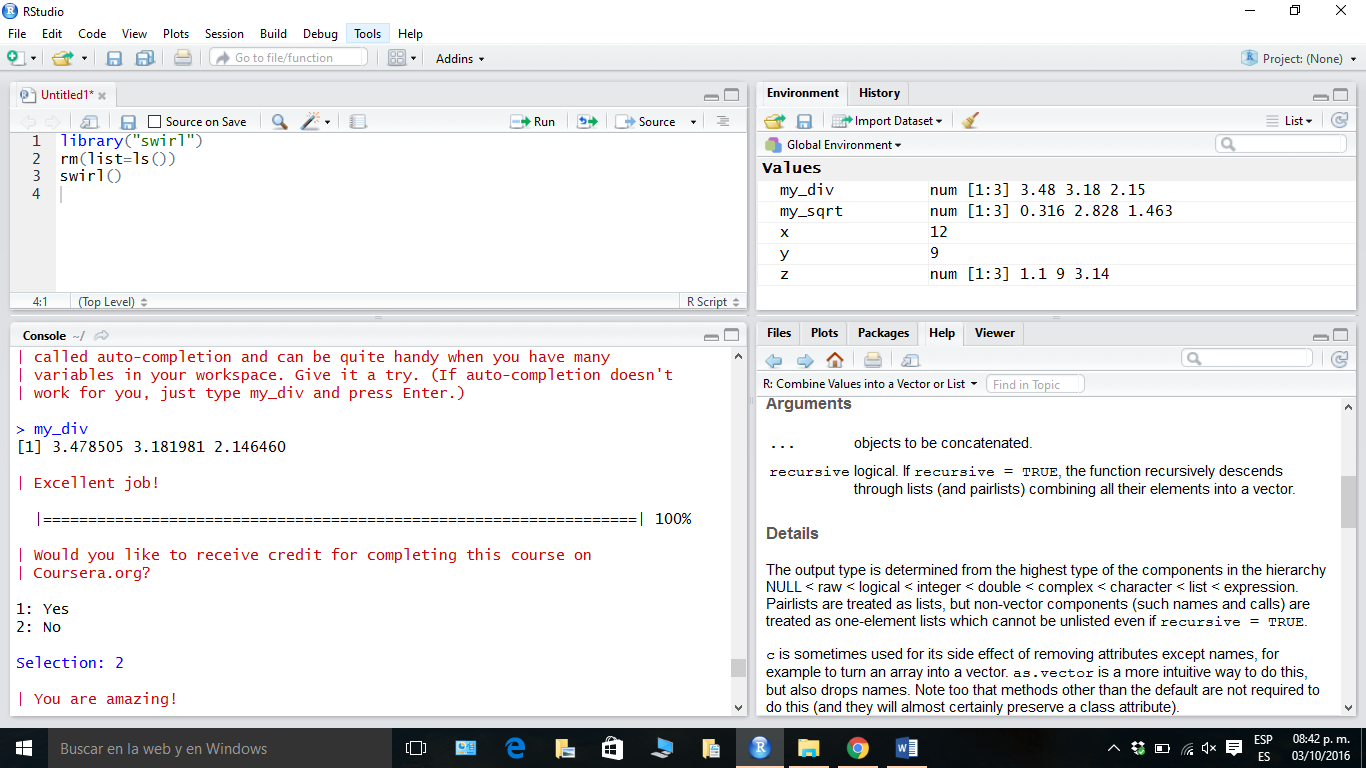 RStudio
File Edit Code View Plots Session Build Debug Tools Help
Go to file/function Addins Project: (None)
Untitled1*
Source on Save Run Source
1 library("swirl")
2 rm(list=ls())
3 swirl()
4
4:1 (Top Level) R Script
Console ~/
| called auto-completion and can be quite handy when you have many
| variables in your workspace. Give it a try. (If auto-completion doesn't
| work for you, just type my_div and press Enter.)
> my_div
[1] 3.478505 3.181981 2.146460
| Excellent job!
|==================================================================| 100%
| Would you like to receive credit for completing this course on
| Coursera.org?
1: Yes
2: No
Selection: 2
| You are amazing!
Environment History
Import Dataset List
Global Environment
Values
my_div num [1:3] 3.48 3.18 2.15
my_sqrt num [1:3] 0.316 2.828 1.463
x 12
y 9
z num [1:3] 1.1 9 3.14
Files Plots Packages Help Viewer
R: Combine Values into a Vector or List Find in Topic
Arguments
... objects to be concatenated.
recursive logical. If recursive = TRUE, the function recursively descends
through lists (and pairlists) combining all their elements into a vector.
Details
The output type is determined from the highest type of the components in the hierarchy
NULL < raw < logical < integer < double < complex < character < list < expression.
Pairlists are treated as lists, but non-vector components (such names and calls) are
treated as one-element lists which cannot be unlisted even if recursive = TRUE.
c is sometimes used for its side effect of removing attributes except names, for
example to turn an array into a vector. as.vector is a more intuitive way to do this,
but also drops names. Note too that methods other than the default are not required to
do this (and they will almost certainly preserve a class attribute).
Buscar en la web y en Windows
ESP
ES
08:42 p. m.
03/10/2016